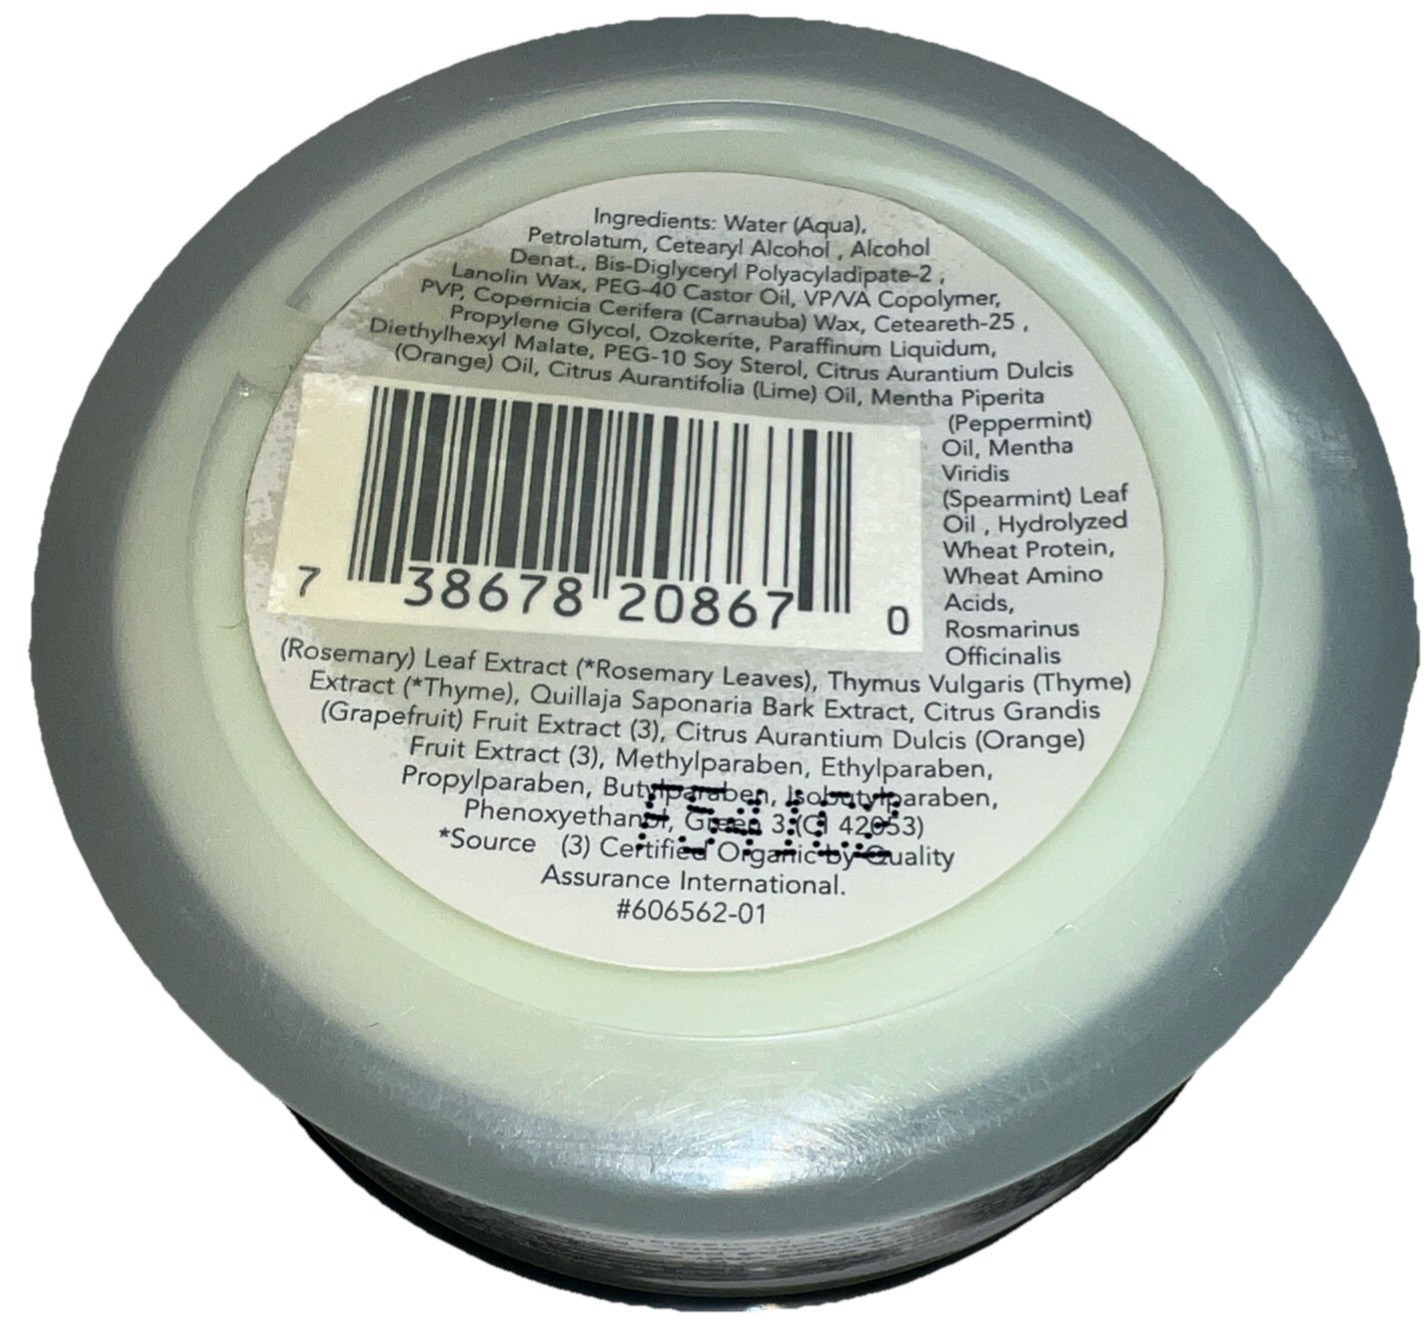 Ingredients: Water (Aqua),
Petrolatum, Cetearyl Alcohol , Alcohol
Denat., Bis-Diglyceryl Polyacyladipate-2 ,
Lanolin Wax, PEG-40 Castor Oil, VP/VA Copolymer,
PVP, Copernicia Cerifera (Carnauba) Wax, Ceteareth-25 ,
Propylene Glycol, Ozokerite, Paraffinum Liquidum,
Diethylhexyl Malate, PEG-10 Soy Sterol, Citrus Aurantium Dulcis
(Orange) Oil, Citrus Aurantifolia (Lime) Oil, Mentha Piperita
(Peppermint)
Oil, Mentha
Viridis
(Spearmint) Leaf
Oil , Hydrolyzed
Wheat Protein,
Wheat Amino
Acids,
Rosmarinus
Officinalis
7 38678 20867 0
(Rosemary) Leaf Extract (*Rosemary Leaves), Thymus Vulgaris (Thyme)
Extract (*Thyme), Quillaja Saponaria Bark Extract, Citrus Grandis
(Grapefruit) Fruit Extract (3), Citrus Aurantium Dulcis (Orange)
Fruit Extract (3), Methylparaben, Ethylparaben,
Propylparaben, Butylparaben, Isobutylparaben,
Phenoxyethanol, Green 3 (CI 42053)
*Source (3) Certified Organic by Quality
Assurance International.
#606562-01